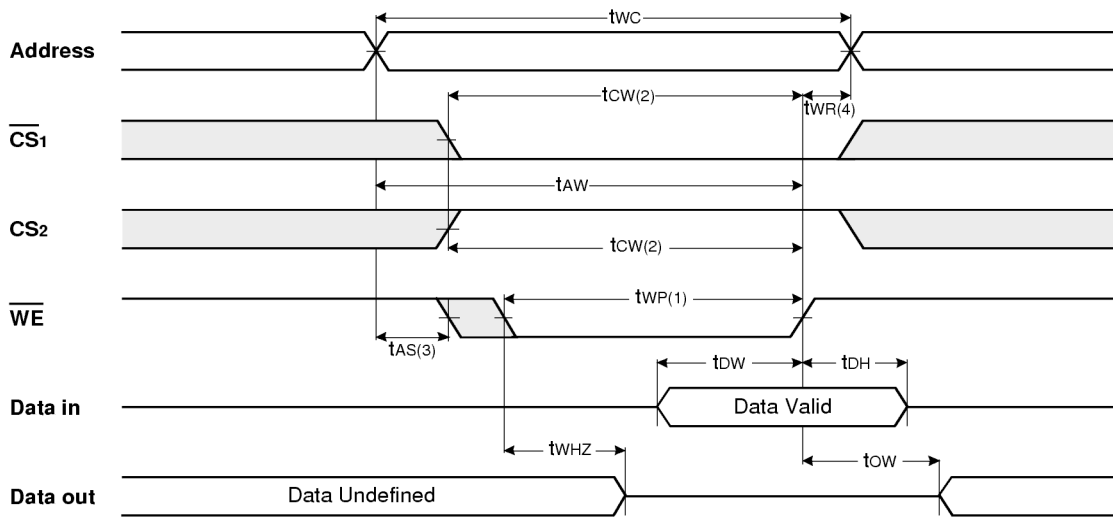 tWC
Address
tCW(2)
tWR(4)
CS1
tAW
CS2
tCW(2)
tWP(1)
WE
tAS(3)
tDW
tDH
Data in
Data Valid
tWHZ
tOW
Data out
Data Undefined